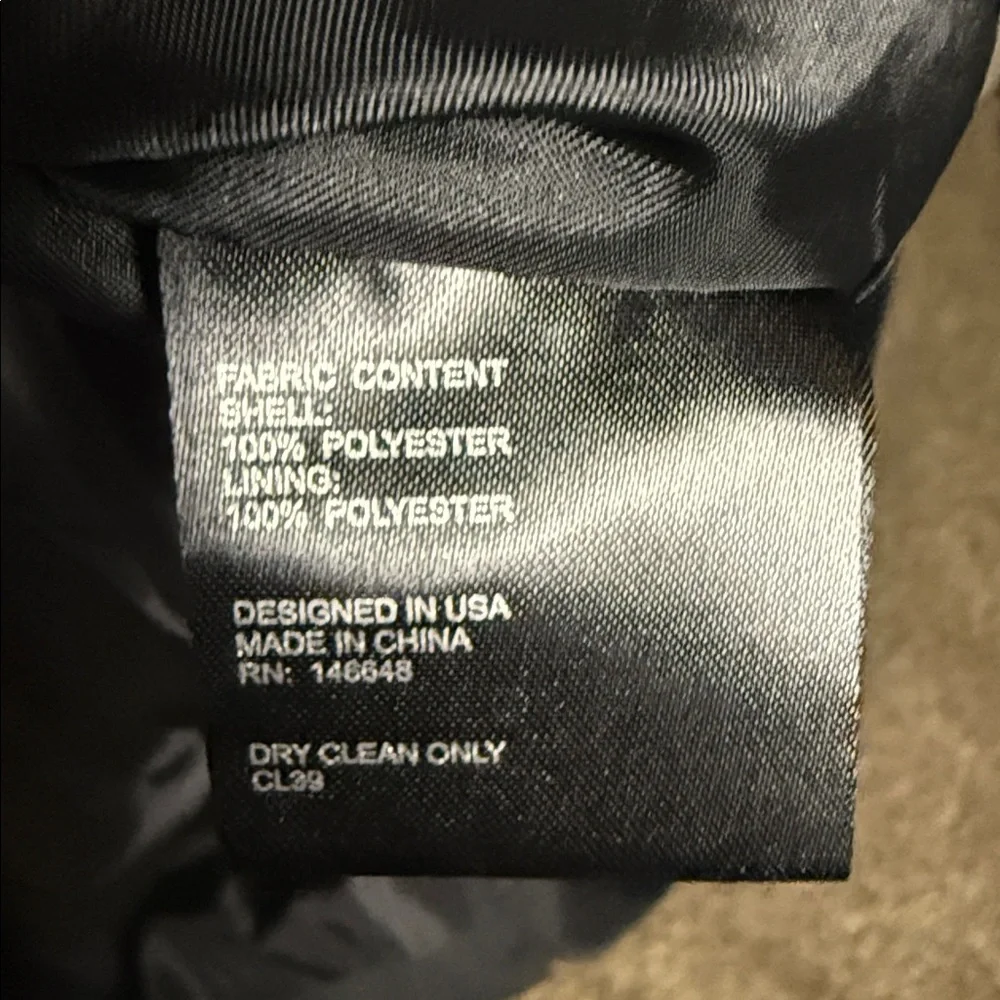 FABRIC CONTENT
SHELL:
100% POLYESTER
LINING:
100% POLYESTER
DESIGNED IN USA
MADE IN CHINA
RN: 146648
DRY CLEAN ONLY
CL39